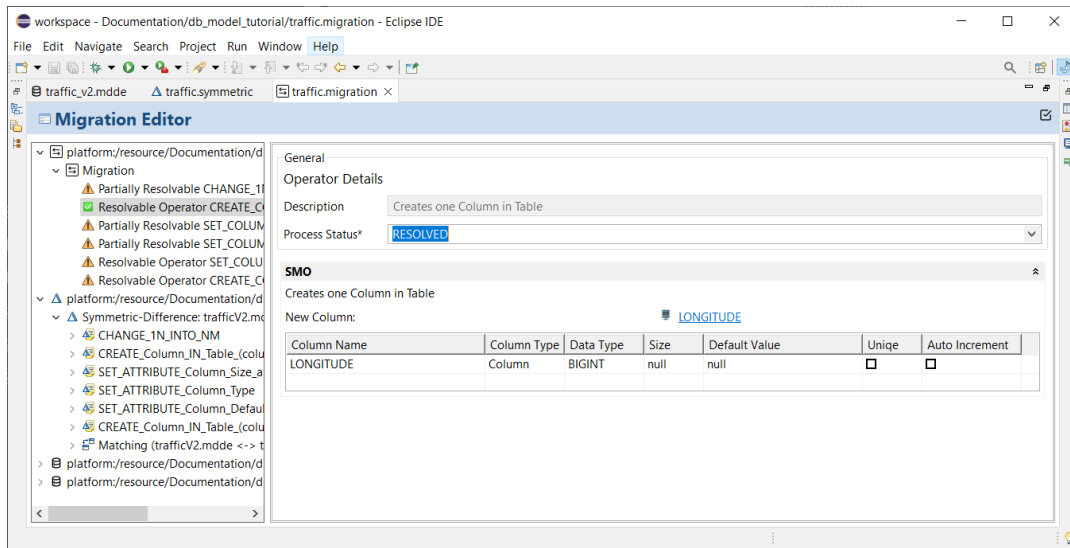 workspace - Documentation/db_model_tutorial/traffic.migration - Eclipse IDE
File Edit Navigate Search Project Run Window Help
traffic_v2.mdde traffic.symmetric traffic.migration
Migration Editor
platform:/resource/Documentation/d
Migration
Partially Resolvable CHANGE_1
Resolvable Operator CREATE_C
Partially Resolvable SET_COLUM
Partially Resolvable SET_COLUM
Resolvable Operator SET_COLU
Resolvable Operator CREATE_C
platform:/resource/Documentation/d
Symmetric-Difference: trafficV2.md
CHANGE_1N_INTO_NM
CREATE_Column_IN_Table_(colu
SET_ATTRIBUTE_Column_Size_a
SET_ATTRIBUTE_Column_Type
SET_ATTRIBUTE_Column_Defaul
CREATE_Column_IN_Table_(colu
Matching (trafficV2.mdde <-> t
platform:/resource/Documentation/d
platform:/resource/Documentation/d
General
Operator Details
Description Creates one Column in Table
Process Status* RESOLVED
SMO
Creates one Column in Table
New Column: LONGITUDE
Column Name Column Type Data Type Size Default Value Uniqe Auto Increment
LONGITUDE Column BIGINT null null